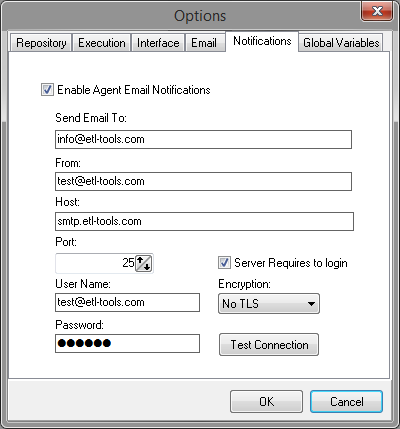 Options
Repository Execution Interface Email Notifications Global Variables
Enable Agent Email Notifications
Send Email To:
info@etl-tools.com
From:
test@etl-tools.com
Host:
smtp.etl-tools.com
Port:
25
Server Requires to login
User Name:
Encryption:
test@etl-tools.com
No TLS
Password:
●●●●●●
Test Connection
OK Cancel